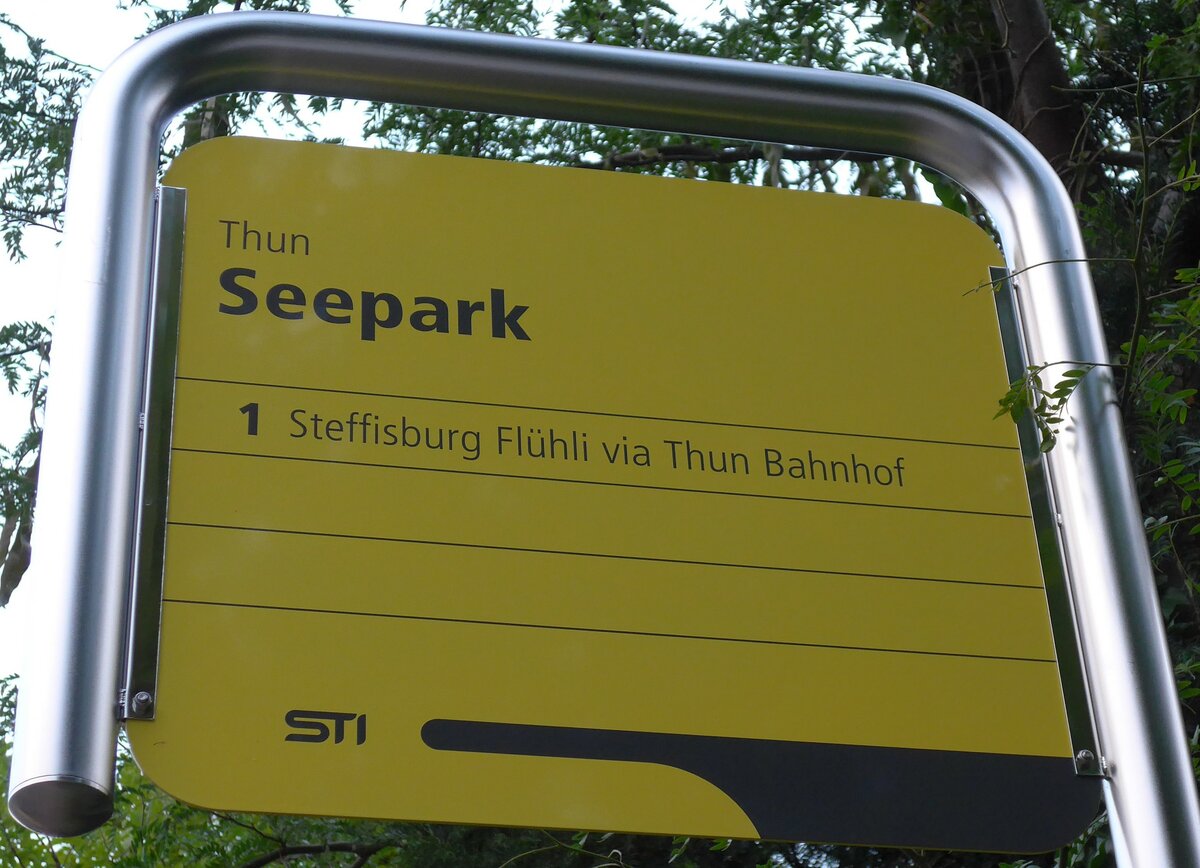 Thun
Seepark
1 Steffisburg Flühli via Thun Bahnhof
STI